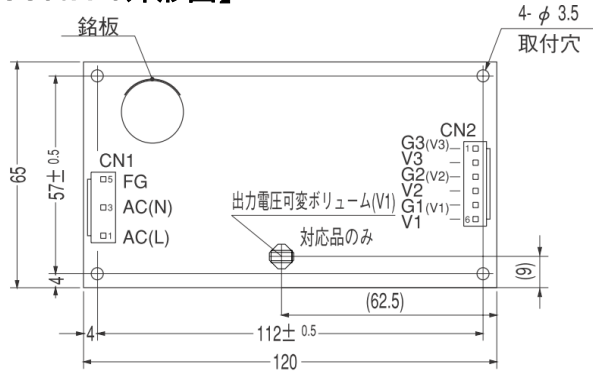 外形図】
4- φ 3.5
取付穴
銘板
CN1
5 FG
3 AC(N)
1 AC(L)
CN2
G3(V3) 1
V3
G2(V2)
V2
G1(V1)
V1 6
出力電圧可変ボリューム(V1)
対応品のみ
65
57± 0.5
4
(9)
(62.5)
4
112± 0.5
120